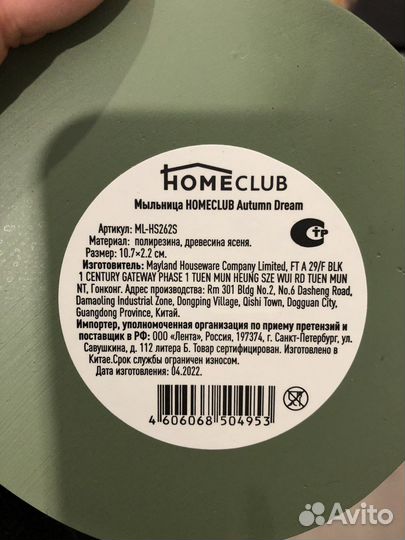 HOMECLUB
Мыльница HOMECLUB Autumn Dream
Артикул: ML-HS262S
Материал: полирезина, древесина ясеня.
Размер: 10.7×2.2 см.
Изготовитель: Mayland Houseware Company Limited, FT A 29/F BLK
1 CENTURY GATEWAY PHASE 1 TUEN MUN HEUNG SZE WUI RD TUEN MUN
NT, Гонконг. Адрес производства: Rm 301 Bldg No.2, No.6 Dasheng Road,
Damaoling Industrial Zone, Dongping Village, Qishi Town, Dogguan City,
Guangdong Province, Китай.
Импортер, уполномоченная организация по приему претензий и
поставщик в РФ: ООО «Лента», Россия, 197374, г. Санкт-Петербург, ул.
Савушкина, д. 112 литера Б. Товар сертифицирован. Изготовлено в
Китае.Срок службы ограничен износом.
Дата изготовления: 04.2022.
4 606068 504953
Avito